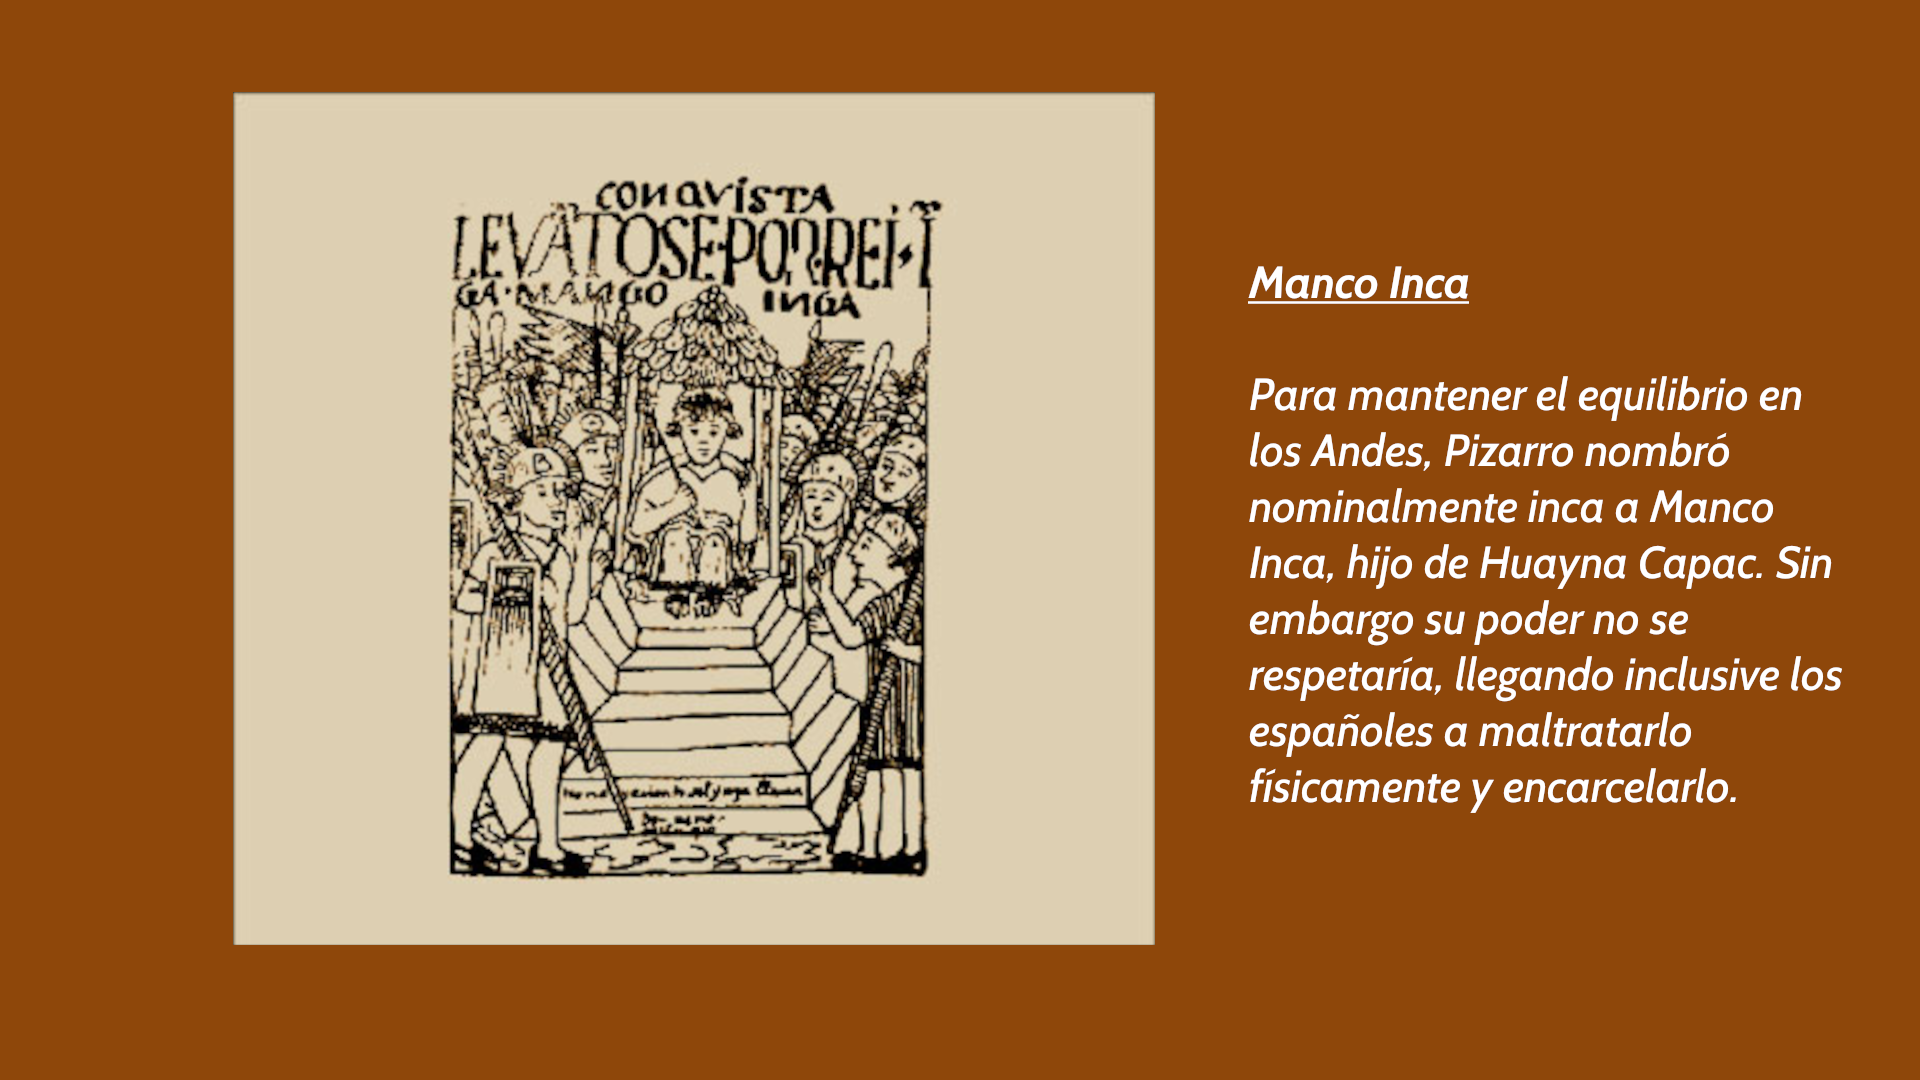 CONQVISTA
LEVĀTOSE·POR·REI·Ī
GA·MANGO INGA
Manco Inca
Para mantener el equilibrio en
los Andes, Pizarro nombró
nominalmente inca a Manco
Inca, hijo de Huayna Capac. Sin
embargo su poder no se
respetaría, llegando inclusive los
españoles a maltratarlo
físicamente y encarcelarlo.